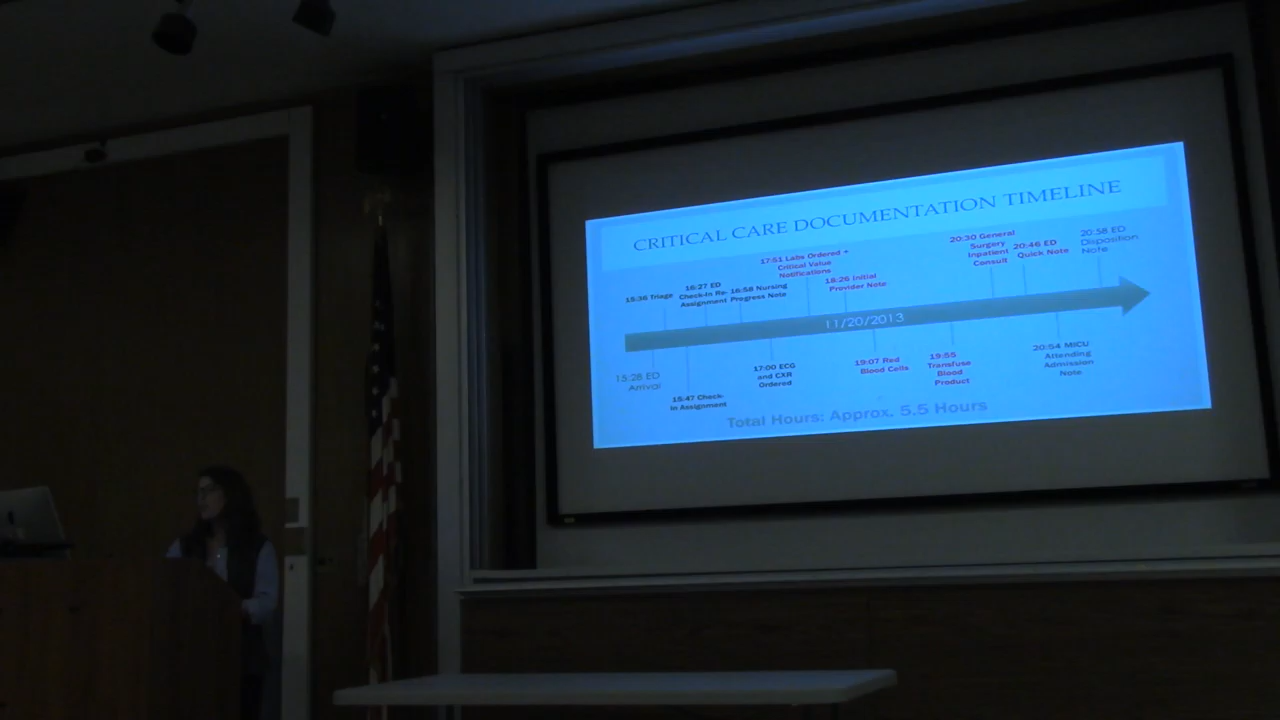 CRITICAL CARE DOCUMENTATION TIMELINE
15:36 Triage
16:27 ED
Check-In Re-
Assignment
16:58 Nursing
Progress Note
17:51 Labs Ordered +
Critical Value
Notifications
18:26 Initial
Provider Note
20:30 General
Surgery
Inpatient
Consult
20:46 ED
Quick Note
20:58 ED
Disposition
Note
11/20/2013
15:28 ED
Arrival
15:47 Check-
In Assignment
17:00 ECG
and CXR
Ordered
19:07 Red
Blood Cells
19:55
Transfuse
Blood
Product
20:54 MICU
Attending
Admission
Note
Total Hours: Approx. 5.5 Hours